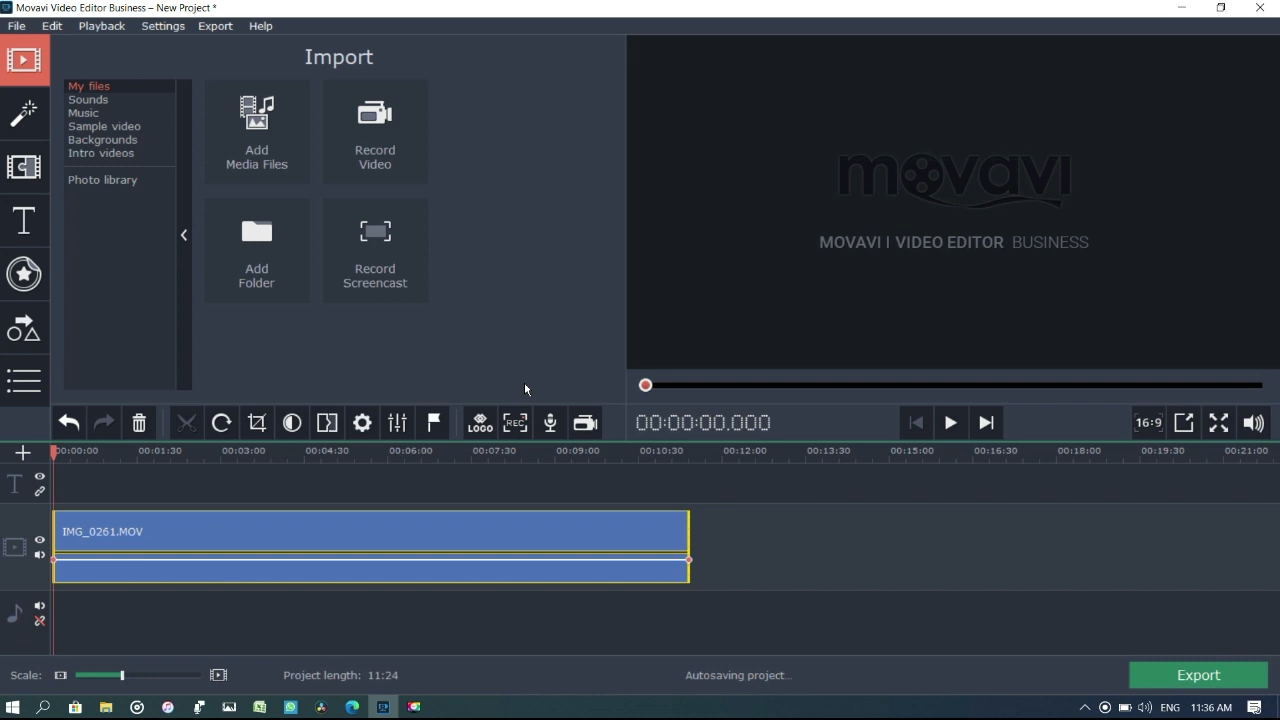 Movavi Video Editor Business – New Project *
File Edit Playback Settings Export Help
Import
My files
Sounds
Music
Sample video
Backgrounds
Intro videos
Photo library
Add
Media Files
Record
Video
Add
Folder
Record
Screencast
movavi
MOVAVI | VIDEO EDITOR BUSINESS
LOGO
REC
00:00:00.000
16:9
00:00:00 00:01:30 00:03:00 00:04:30 00:06:00 00:07:30 00:09:00 00:10:30 00:12:00 00:13:30 00:15:00 00:16:30 00:18:00 00:19:30 00:21:00
T
IMG_0261.MOV
Scale:
Project length: 11:24
Autosaving project...
Export
ENG 11:36 AM